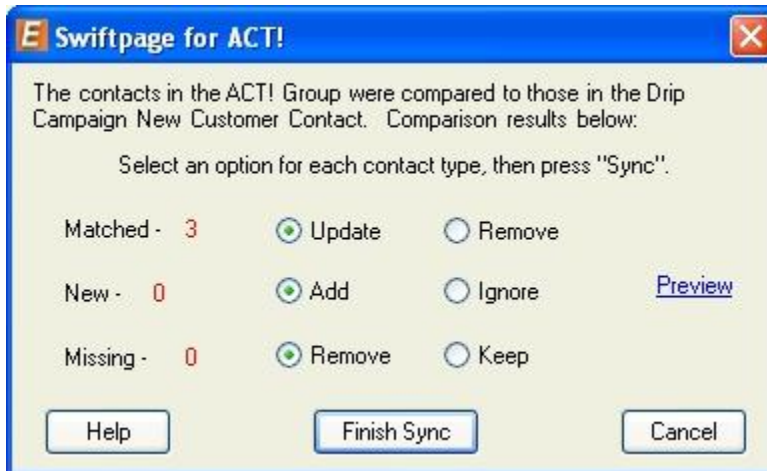 E Swiftpage for ACT!
The contacts in the ACT! Group were compared to those in the Drip
Campaign New Customer Contact. Comparison results below:
Select an option for each contact type, then press "Sync".
Matched - 3 Update Remove
New - 0 Add Ignore Preview
Missing - 0 Remove Keep
Help Finish Sync Cancel